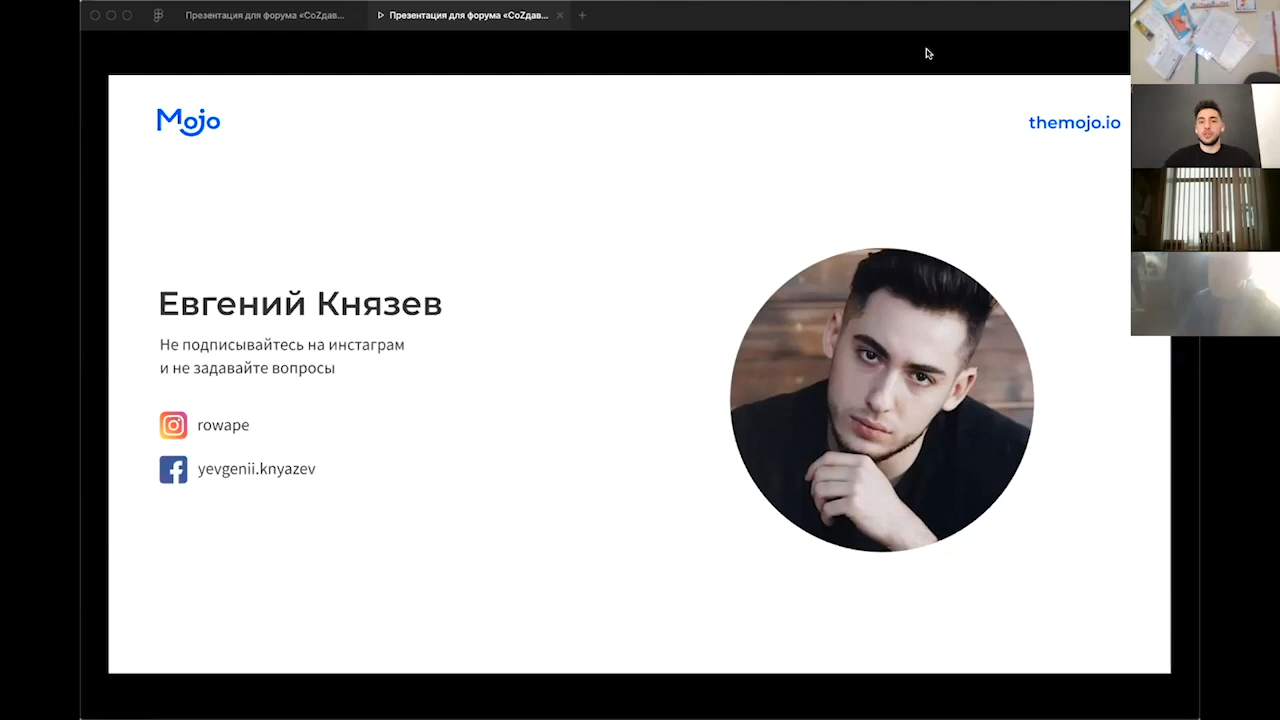 Презентация для форума «CoZдав...
Презентация для форума «CoZдав...
Mojo
themojo.io
Евгений Князев
Не подписывайтесь на инстаграм
и не задавайте вопросы
rowape
yevgenii.knyazev